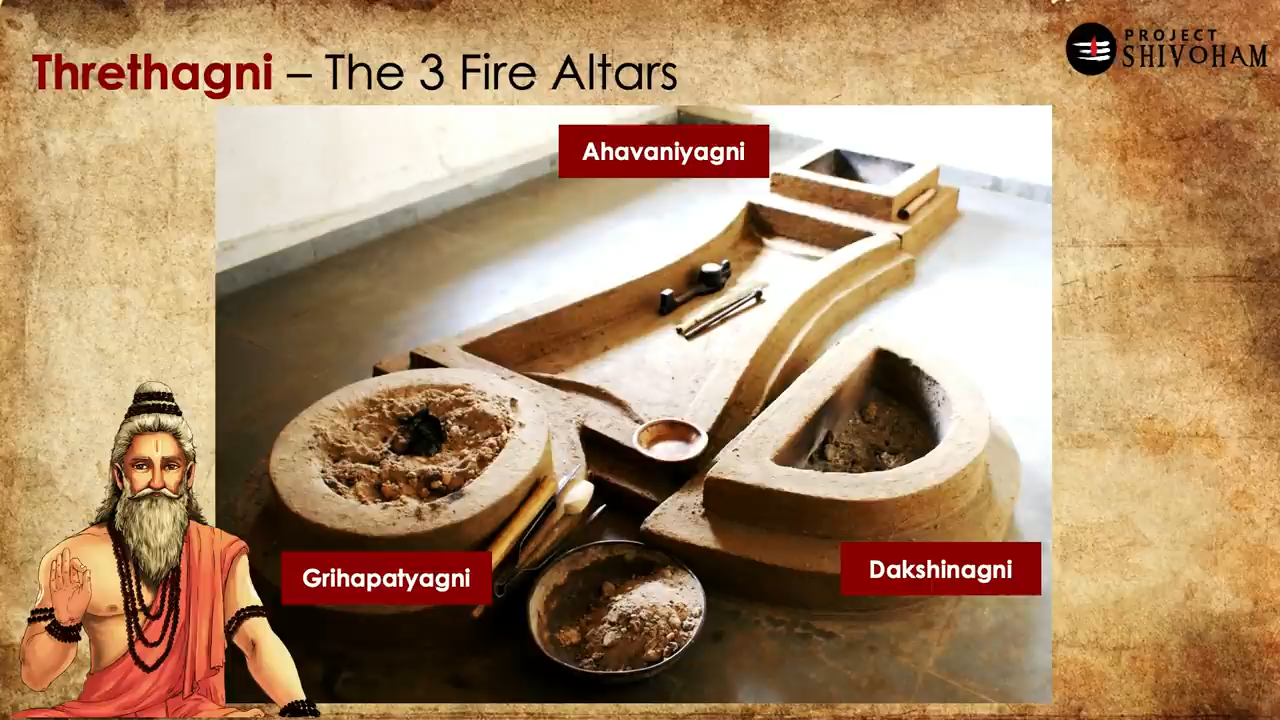 Threthagni – The 3 Fire Altars
PROJECT
SHIVOHAM
Ahavaniyagni
Grihapatyagni
Dakshinagni